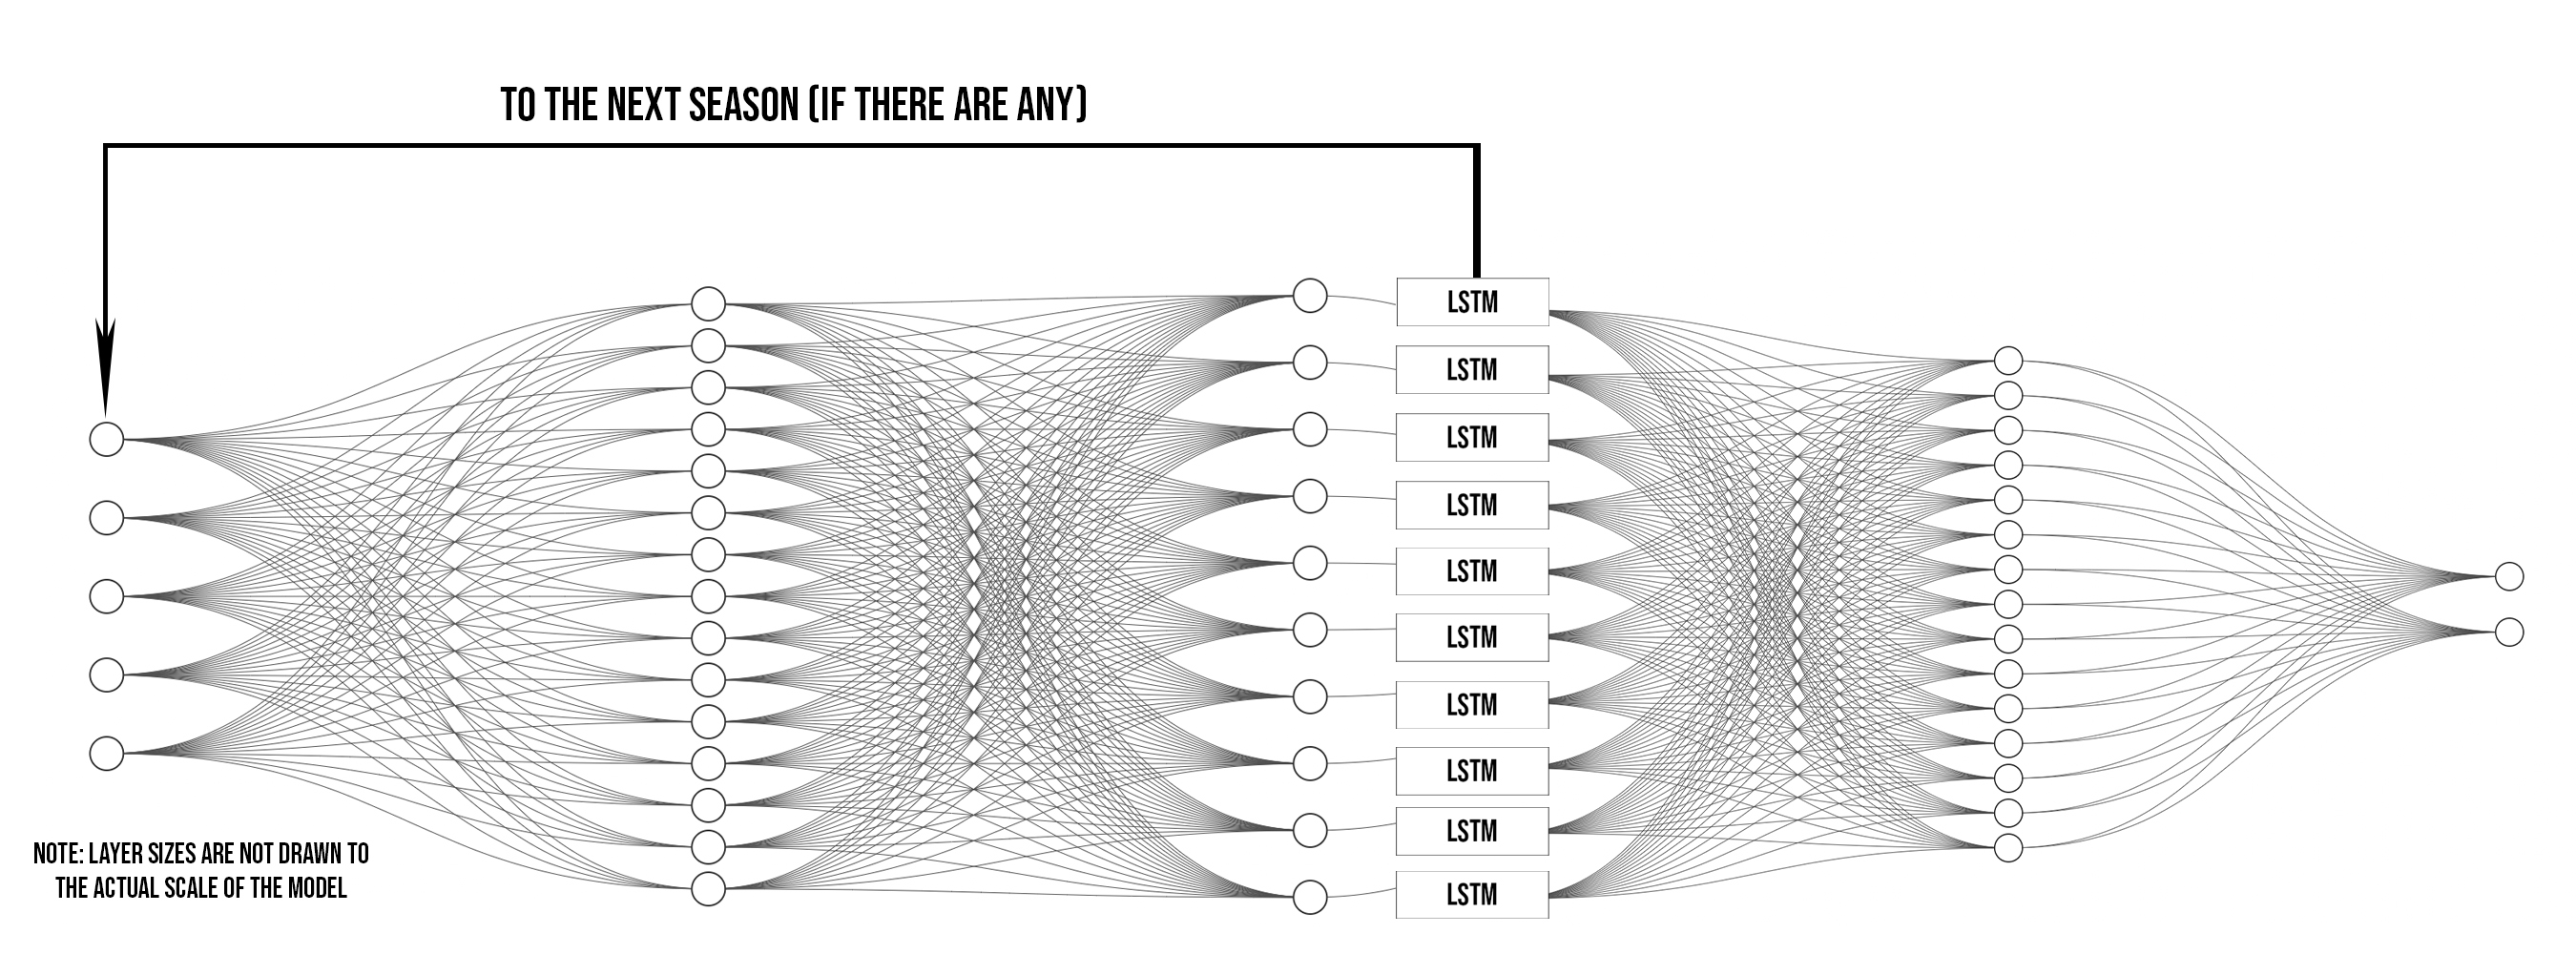 TO THE NEXT SEASON (IF THERE ARE ANY)
LSTM
LSTM
LSTM
LSTM
LSTM
LSTM
LSTM
LSTM
LSTM
LSTM
NOTE: LAYER SIZES ARE NOT DRAWN TO
THE ACTUAL SCALE OF THE MODEL